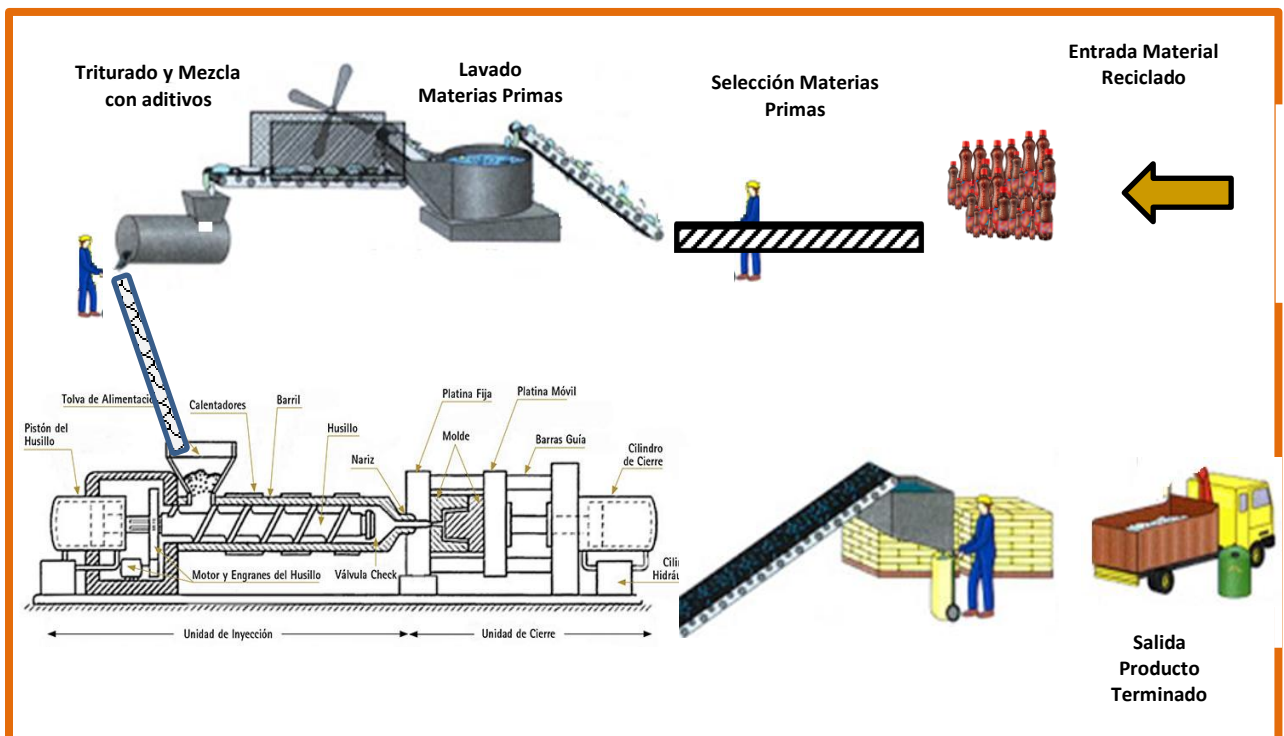 Entrada Material
Reciclado
Selección Materias
Primas
Lavado
Materias Primas
Triturado y Mezcla
con aditivos
Tolva de Alimentació
Calentadores
Barril
Husillo
Nariz
Platina Fija
Platina Móvil
Molde
Barras Guía
Cilindro
de Cierre
Pistón del
Husillo
Motor y Engranes del Husillo
Válvula Check
Cili
Hidráu
Unidad de Inyección
Unidad de Cierre
Salida
Producto
Terminado